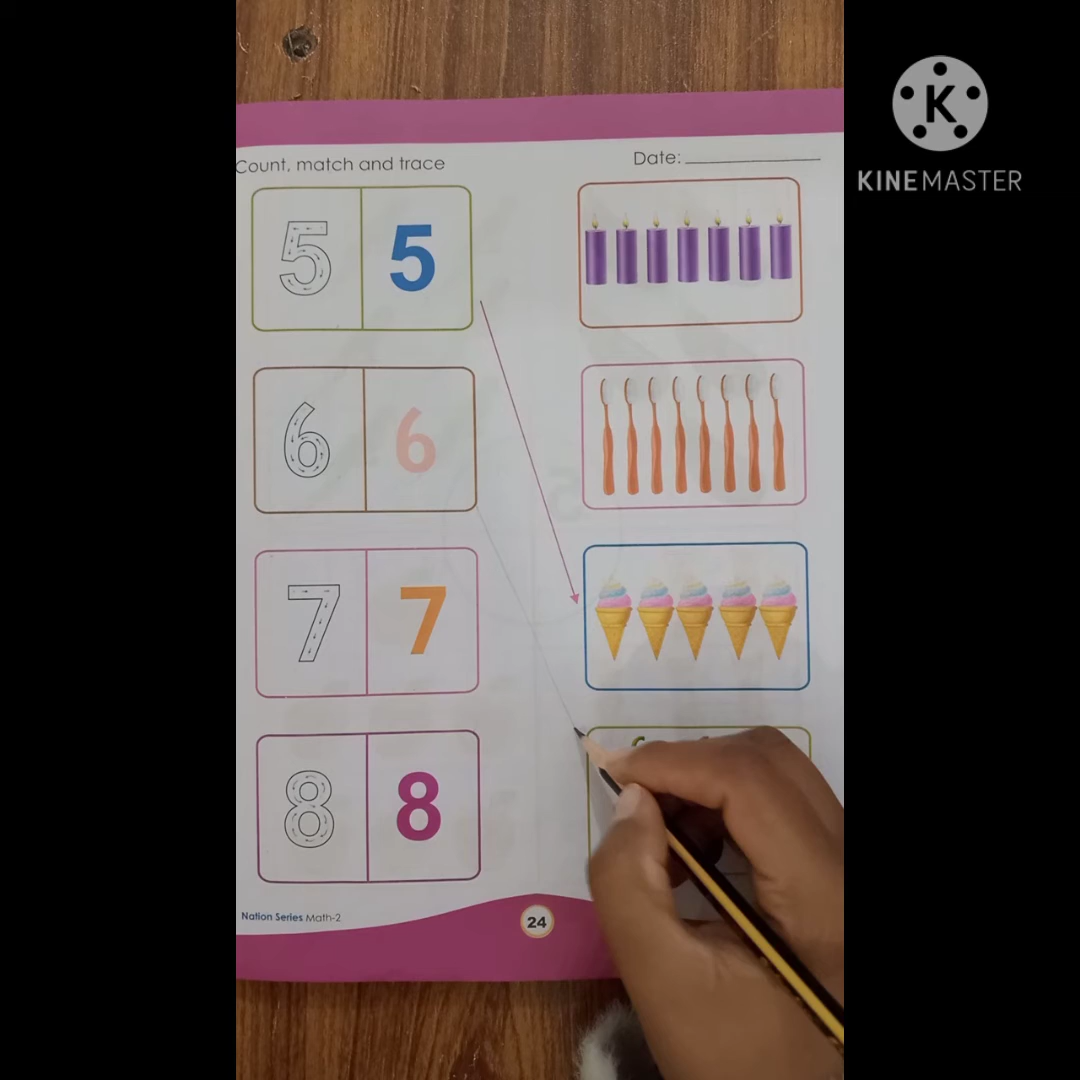 KINEMASTER
Count, match and trace Date:
5 5
6 6
7 7
8 8
Nation Series Math-2
24